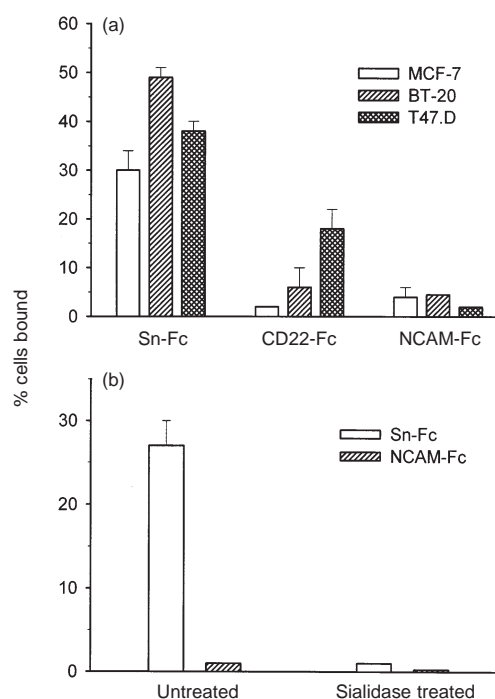 (a)
60
50
40
30
20
10
0
MCF-7
BT-20
T47.D
Sn-Fc CD22-Fc NCAM-Fc
% cells bound
(b)
30
20
10
0
Sn-Fc
NCAM-Fc
Untreated Sialidase treated